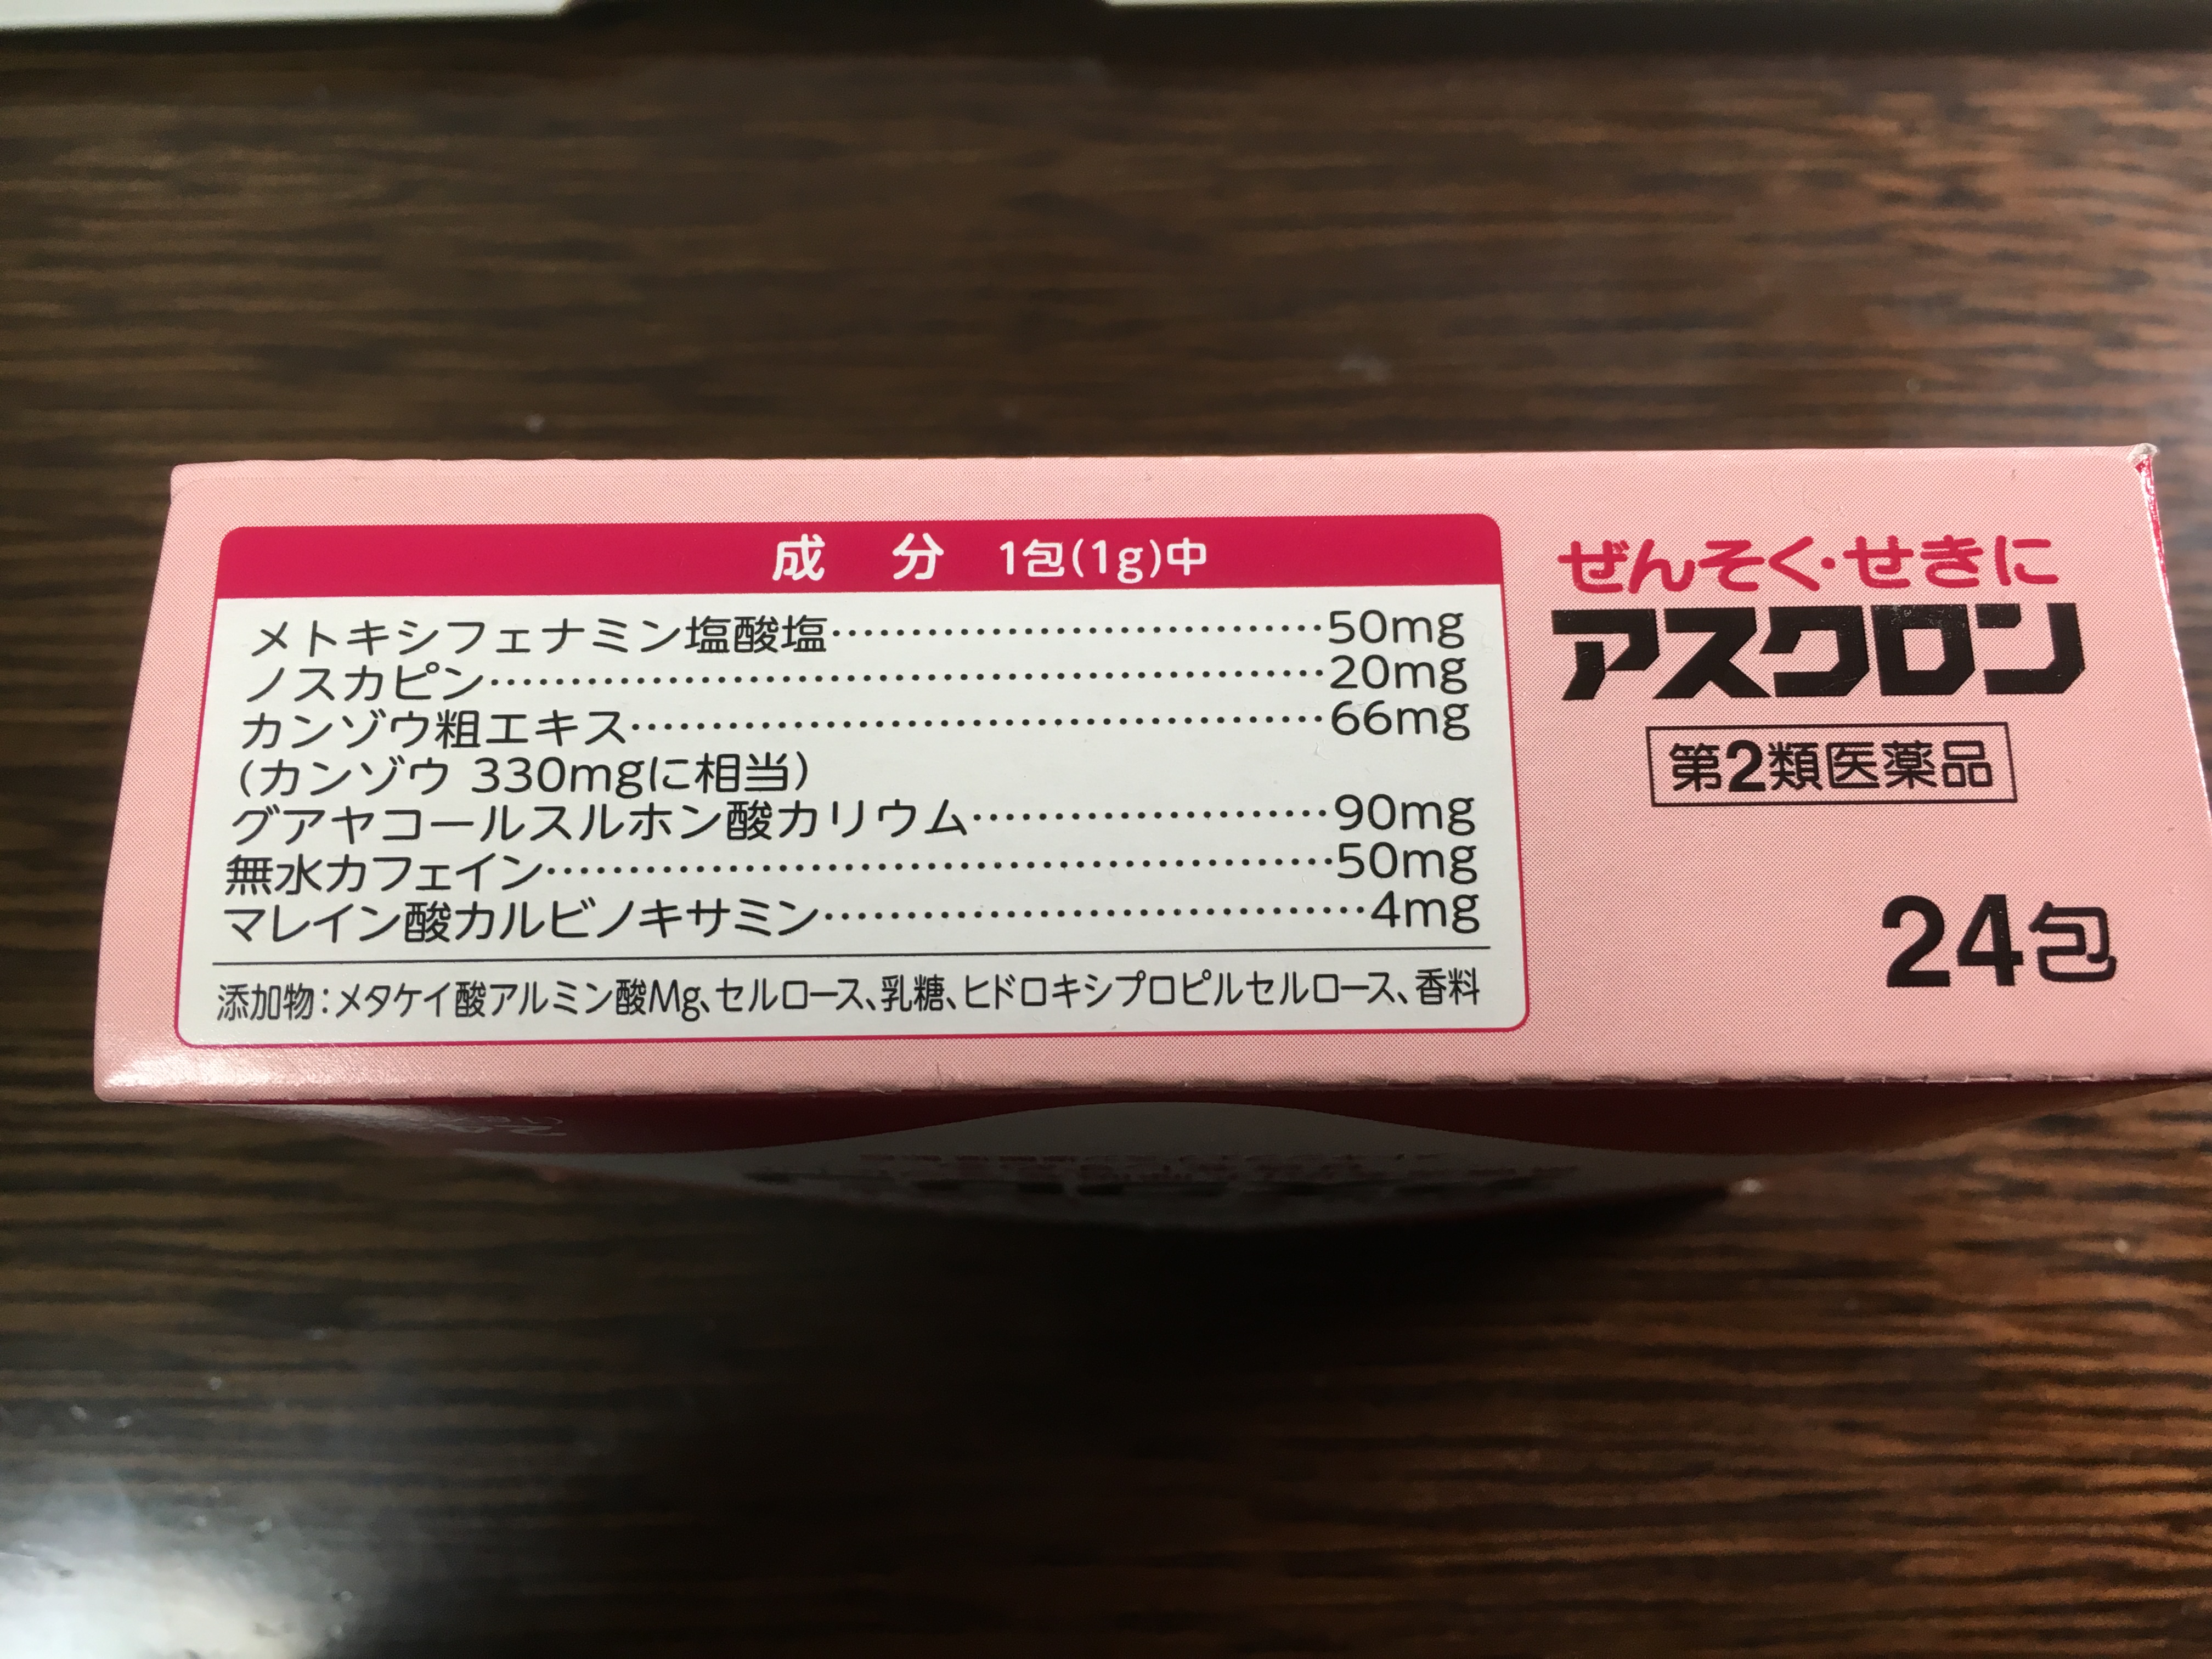 成 分 1包(1g)中
メトキシフェナミン塩酸塩……………………………50mg
ノスカピン……………………………………………20mg
カンゾウ粗エキス……………………………………66mg
(カンゾウ 330mgに相当)
グアヤコールスルホン酸カリウム……………………90mg
無水カフェイン………………………………………50mg
マレイン酸カルビノキサミン……………………………4mg
添加物:メタケイ酸アルミン酸Mg、セルロース、乳糖、ヒドロキシプロピルセルロース、香料
ぜんそく・せきに
アスクロン
第2類医薬品
24包